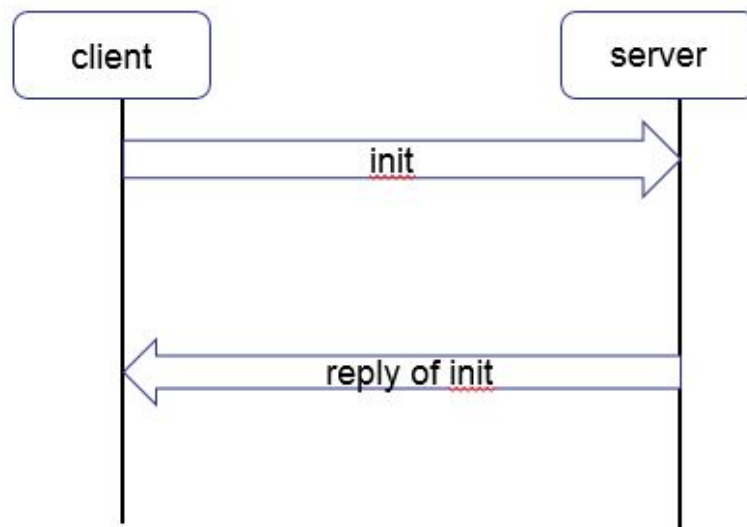 client
server
init
reply of init